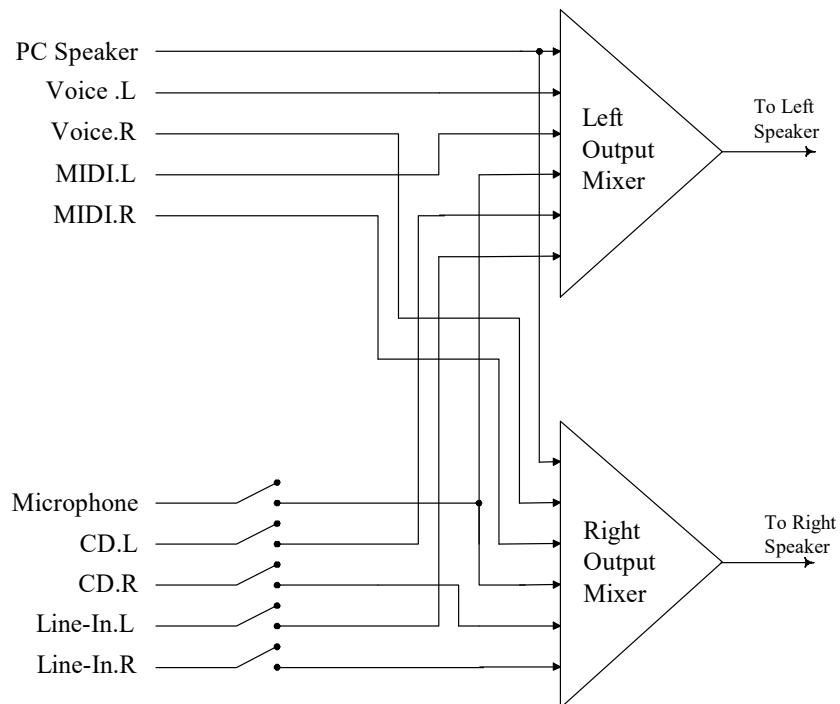 PC Speaker
Voice .L
Voice.R
MIDI.L
MIDI.R
Left
Output
Mixer
To Left
Speaker
Microphone
CD.L
CD.R
Line-In.L
Line-In.R
Right
Output
Mixer
To Right
Speaker